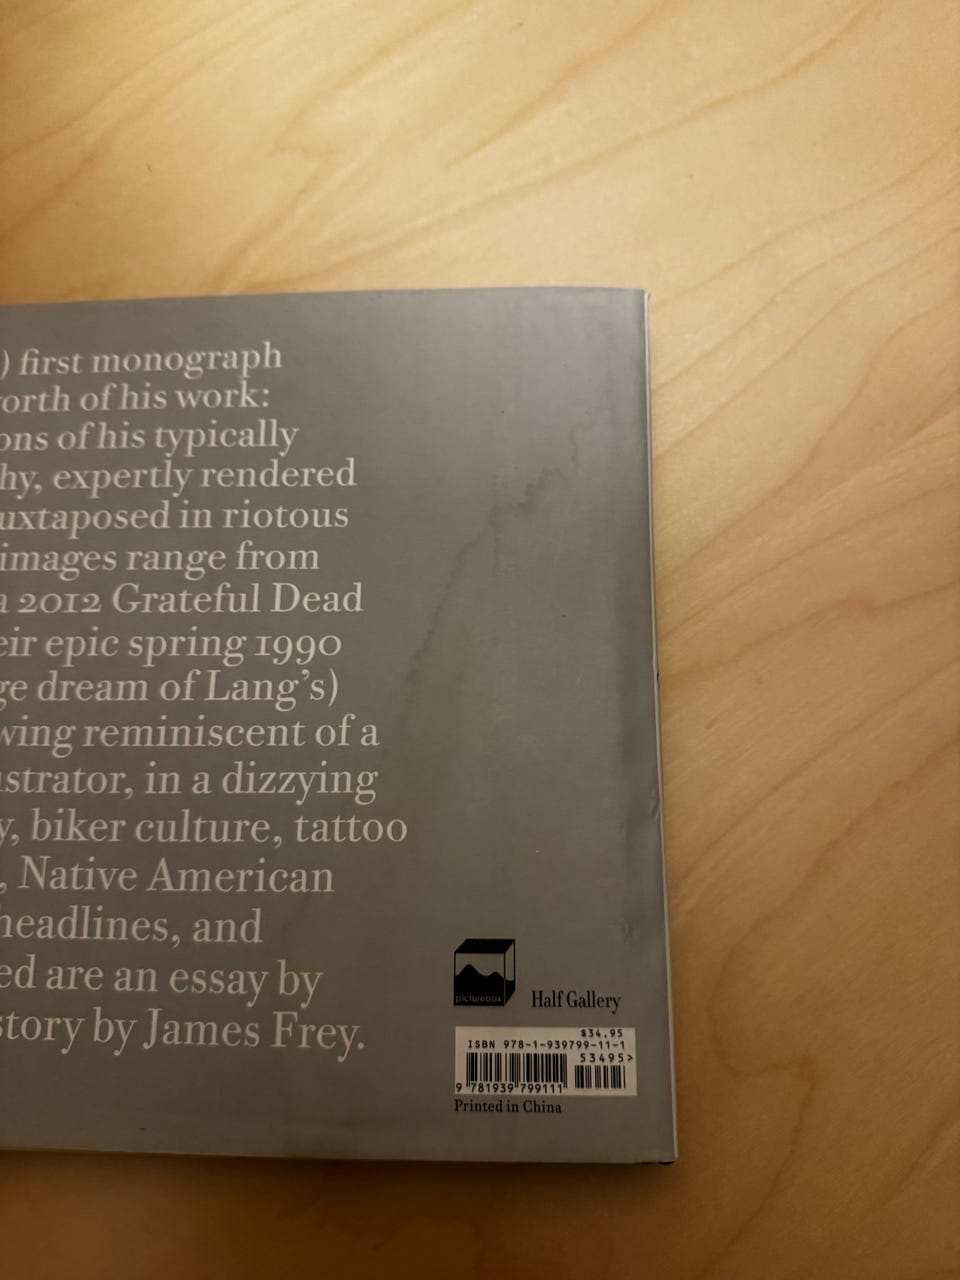 ) first monograph
orth of his work:
ons of his typically
hy, expertly rendered
uxtaposed in riotous
images range from
a 2012 Grateful Dead
eir epic spring 1990
ge dream of Lang's)
wing reminiscent of a
ustrator, in a dizzying
y, biker culture, tattoo
, Native American
headlines, and
ed are an essay by
story by James Frey.
picturebox
Half Gallery
$34.95
ISBN 978-1-939799-11-1
53495>
9 781939 799111
Printed in China